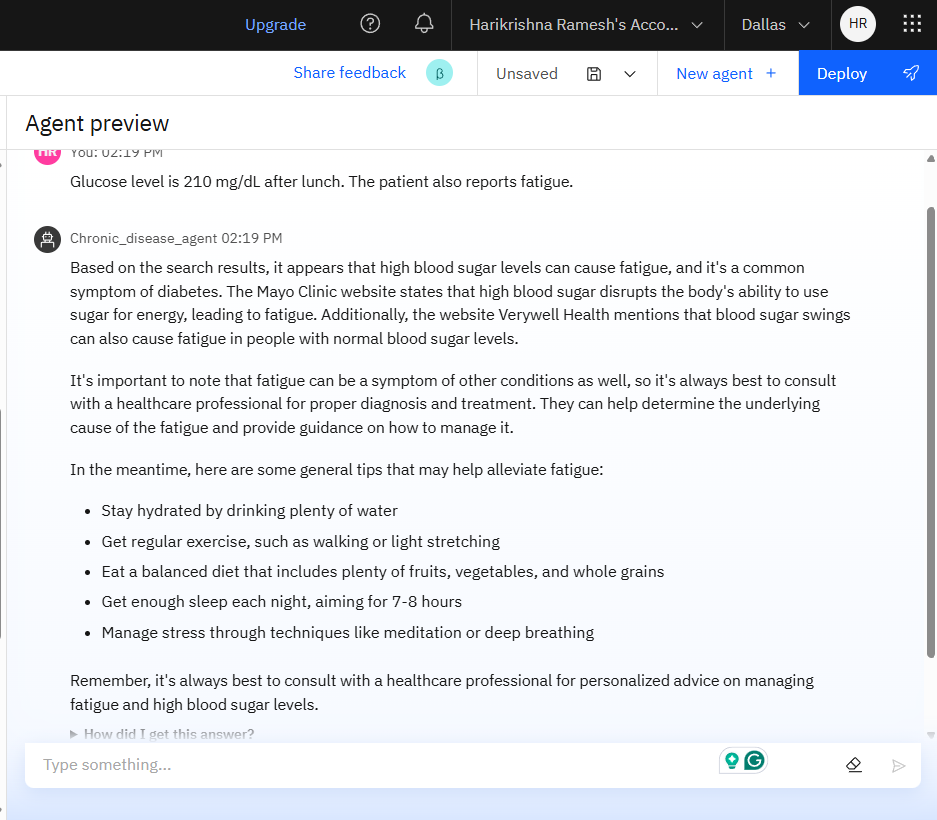 Upgrade
Harikrishna Ramesh's Acco...
Dallas
HR
Share feedback
β
Unsaved
New agent +
Deploy
Agent preview
HR
You: 02:19 PM
Glucose level is 210 mg/dL after lunch. The patient also reports fatigue.
Chronic_disease_agent 02:19 PM
Based on the search results, it appears that high blood sugar levels can cause fatigue, and it's a common
symptom of diabetes. The Mayo Clinic website states that high blood sugar disrupts the body's ability to use
sugar for energy, leading to fatigue. Additionally, the website Verywell Health mentions that blood sugar swings
can also cause fatigue in people with normal blood sugar levels.
It's important to note that fatigue can be a symptom of other conditions as well, so it's always best to consult
with a healthcare professional for proper diagnosis and treatment. They can help determine the underlying
cause of the fatigue and provide guidance on how to manage it.
In the meantime, here are some general tips that may help alleviate fatigue:
• Stay hydrated by drinking plenty of water
• Get regular exercise, such as walking or light stretching
• Eat a balanced diet that includes plenty of fruits, vegetables, and whole grains
• Get enough sleep each night, aiming for 7-8 hours
• Manage stress through techniques like meditation or deep breathing
Remember, it's always best to consult with a healthcare professional for personalized advice on managing
fatigue and high blood sugar levels.
How did I get this answer?
Type something...